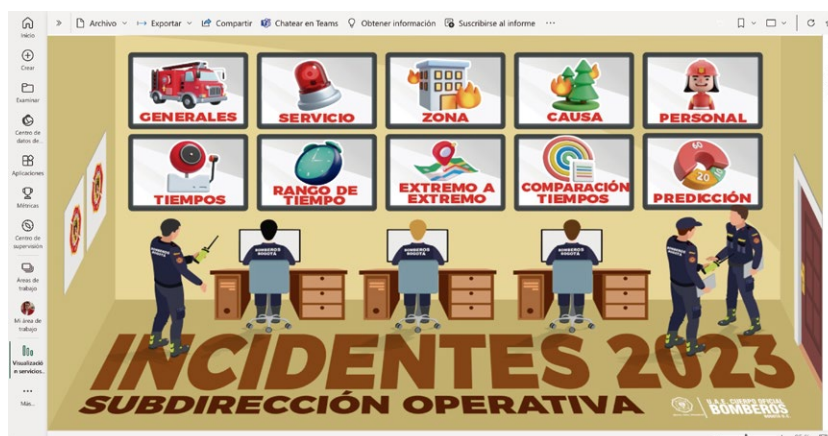 Archivo
Exportar
Compartir
Chatear en Teams
Obtener información
Suscribirse al informe
Inicio
Crear
Examinar
Centro de
datos de...
Aplicaciones
Métricas
Centro de
supervisión
Áreas de
trabajo
Mi área de
trabajo
Visualizació
n servicios...
Más...
GENERALES
SERVICIO
ZONA
CAUSA
PERSONAL
TIEMPOS
RANGO DE
TIEMPO
EXTREMO A
EXTREMO
COMPARACIÓN
TIEMPOS
20
PREDICCIÓN
BOMBEROS
BOGOTÁ
BOMBEROS
BOGOTÁ
BOMBEROS
BOGOTÁ
INCIDENTES 2023
SUBDIRECCIÓN OPERATIVA
U.A.E. CUERPO OFICIAL
BOMBEROS